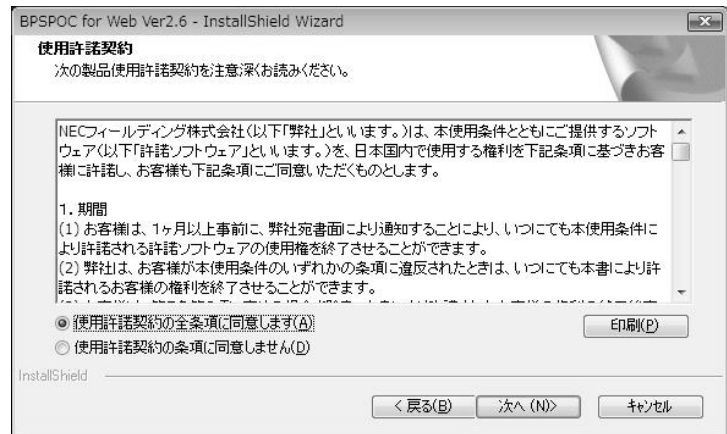 BPSPOC for Web Ver2.6 - InstallShield Wizard
使用許諾契約
次の製品使用許諾契約を注意深くお読みください。
NECフィールディング株式会社(以下「弊社」といいます。)は、本使用条件とともにご提供するソフト
ウェア(以下「許諾ソフトウェア」といいます。)を、日本国内で使用する権利を下記条項に基づきお客
様に許諾し、お客様も下記条項にご同意いただくものとします。
1. 期間
(1) お客様は、1ヶ月以上事前に、弊社宛書面により通知することにより、いつにても本使用条件に
より許諾される許諾ソフトウェアの使用権を終了させることができます。
(2) 弊社は、お客様が本使用条件のいずれかの条項に違反されたときは、いつにても本書により許
諾されるお客様の権利を終了させることができます。
使用許諾契約の全条項に同意します(A)
印刷(P)
使用許諾契約の条項に同意しません(D)
InstallShield
< 戻る(B)
次へ (N)>
キャンセル